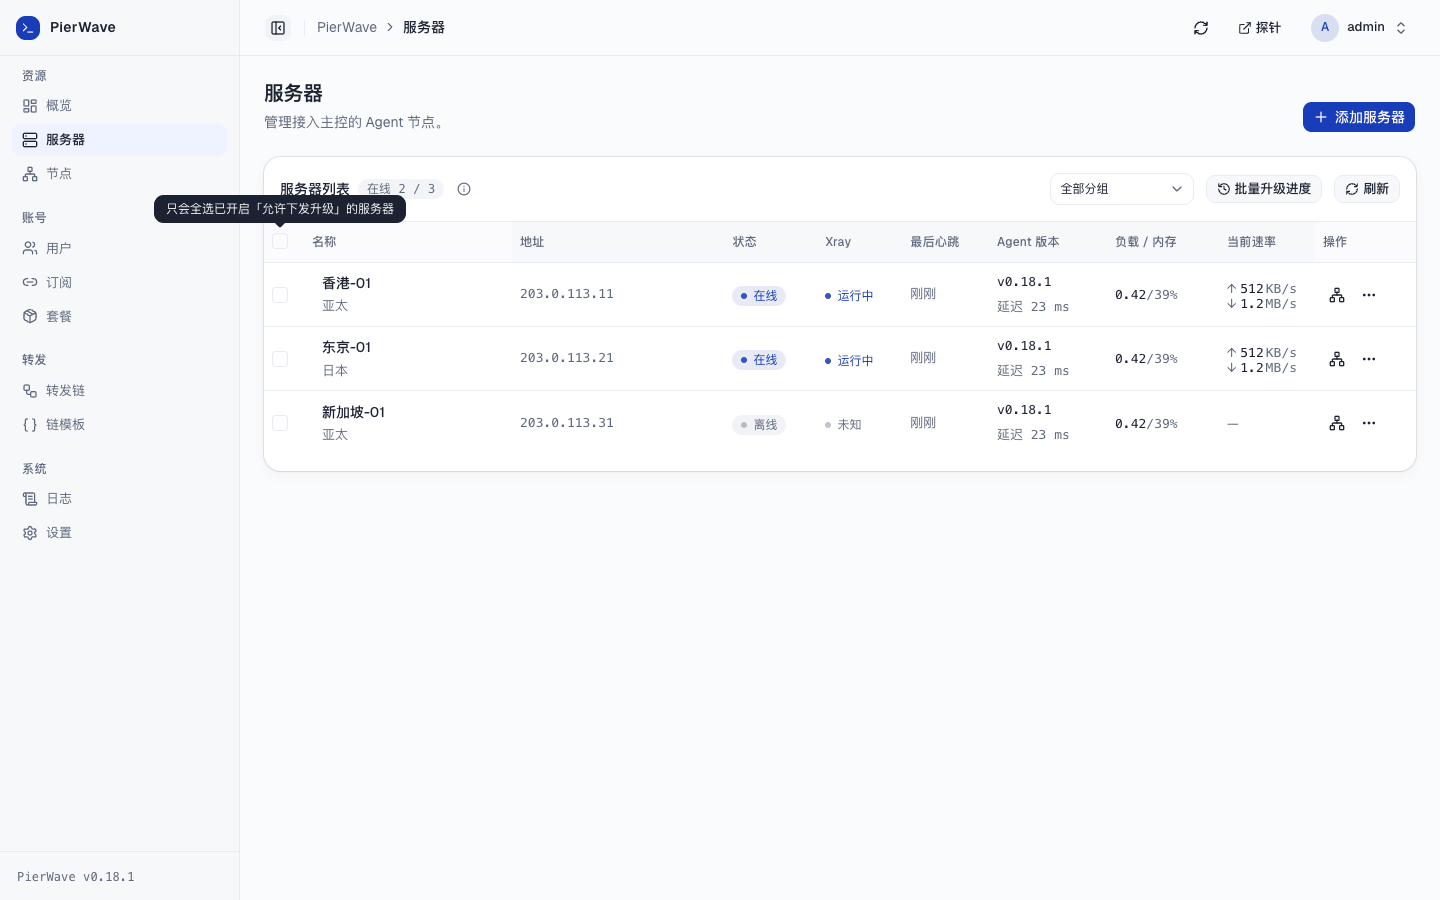 PierWave
PierWave > 服务器
探针
A admin
资源
概览
服务器
节点
账号
用户
订阅
套餐
转发
转发链
链模板
系统
日志
设置
PierWave v0.18.1
服务器
管理接入主控的 Agent 节点。
添加服务器
服务器列表 在线 2 / 3
全部分组 批量升级进度 刷新
只会全选已开启「允许下发升级」的服务器
名称 地址 状态 Xray 最后心跳 Agent 版本 负载 / 内存 当前速率 操作
香港-01 203.0.113.11 在线 运行中 刚刚 v0.18.1 0.42/39% ↑ 512 KB/s
亚太 延迟 23 ms ↓ 1.2 MB/s
东京-01 203.0.113.21 在线 运行中 刚刚 v0.18.1 0.42/39% ↑ 512 KB/s
日本 延迟 23 ms ↓ 1.2 MB/s
新加坡-01 203.0.113.31 离线 未知 刚刚 v0.18.1 0.42/39% —
亚太 延迟 23 ms